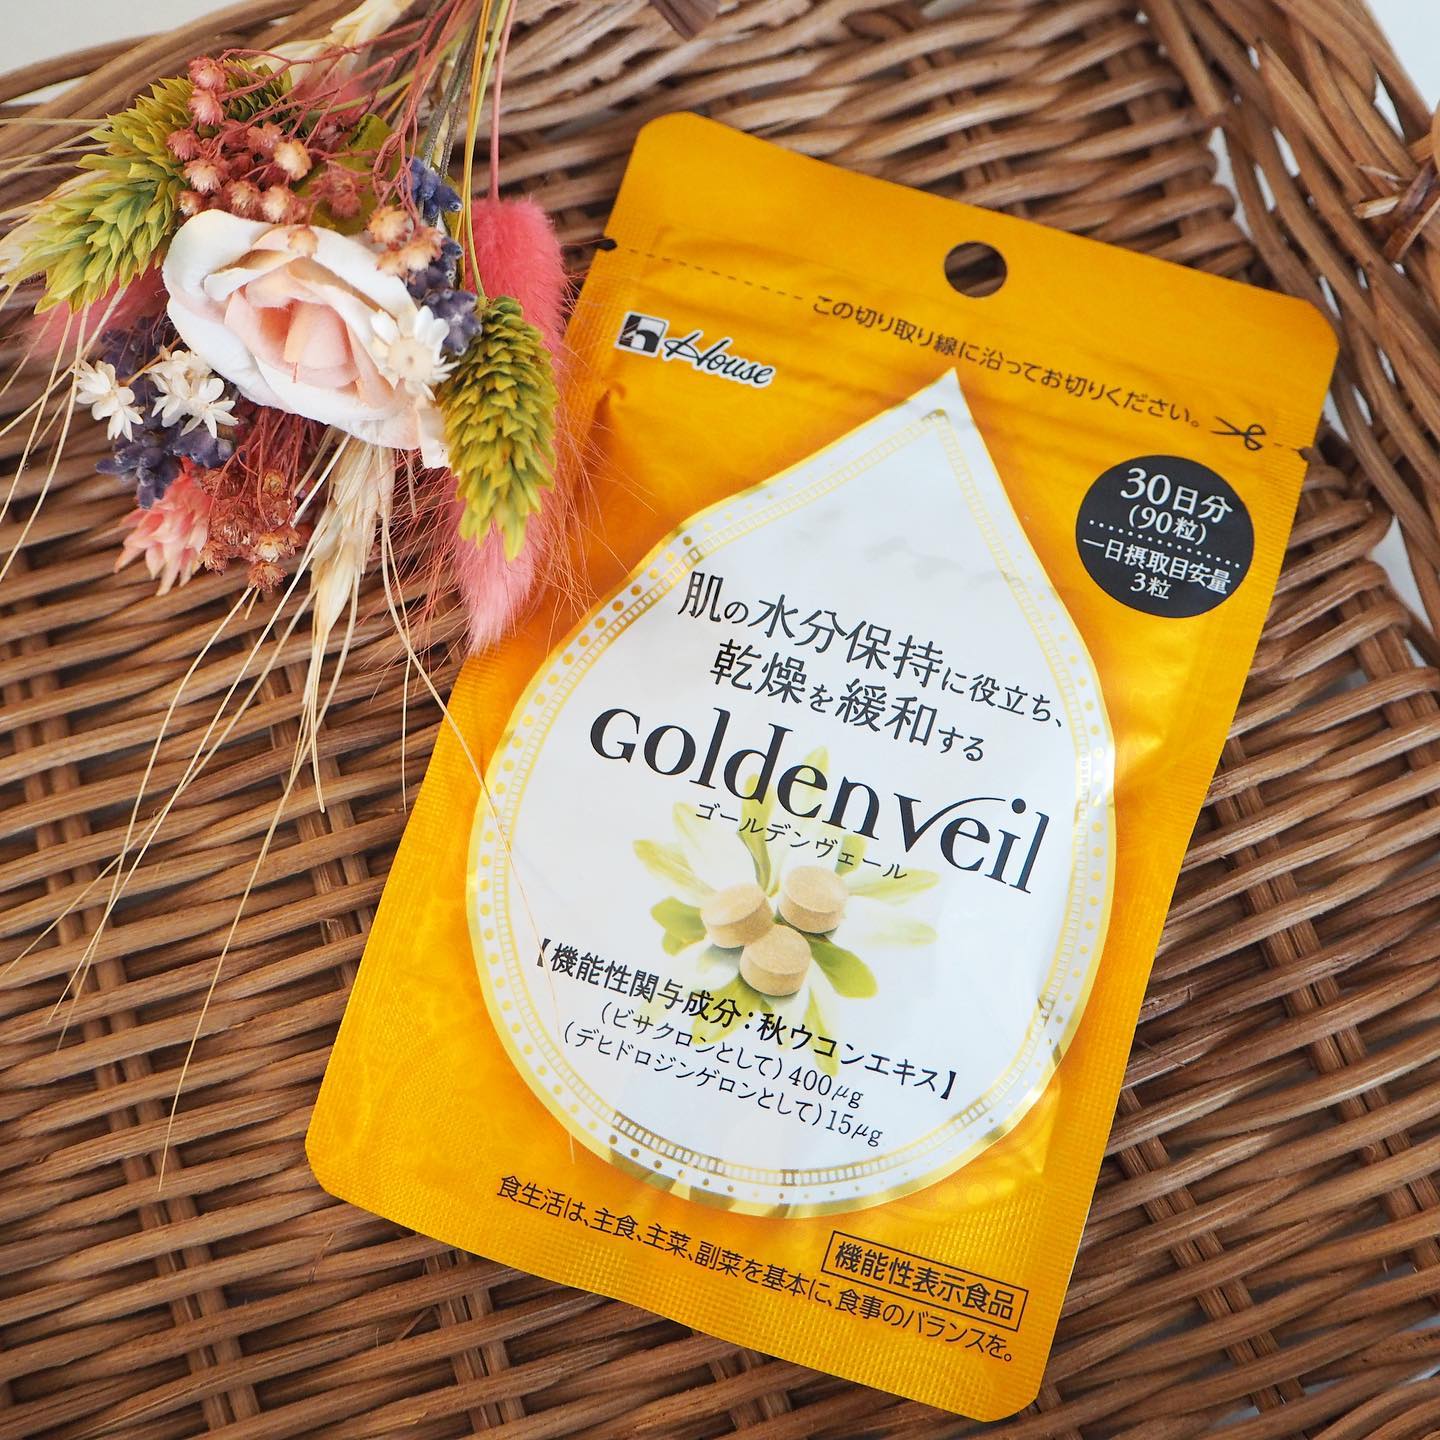 この切り取り線に沿ってお切りください。
House
30日分
(90粒)
一日摂取目安量
3粒
肌の水分保持に役立ち、
乾燥を緩和する
Goldenveil
ゴールデンヴェール
【機能性関与成分：秋ウコンエキス】
(ビサクロンとして)400μg
(デヒドロジンゲロンとして)15μg
機能性表示食品
食生活は、主食、主菜、副菜を基本に、食事のバランスを。